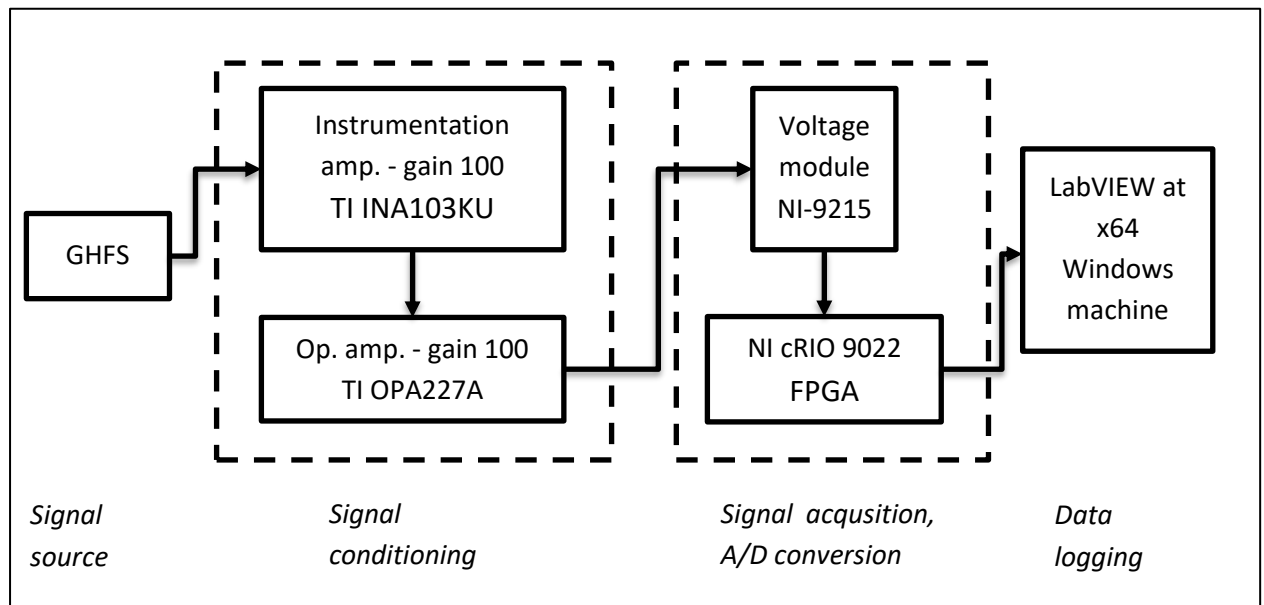 GHFS
Instrumentation
amp. - gain 100
TI INA103KU
Op. amp. - gain 100
TI OPA227A
Voltage
module
NI-9215
NI cRIO 9022
FPGA
LabVIEW at
x64
Windows
machine
Signal
source
Signal
conditioning
Signal acqusition,
A/D conversion
Data
logging